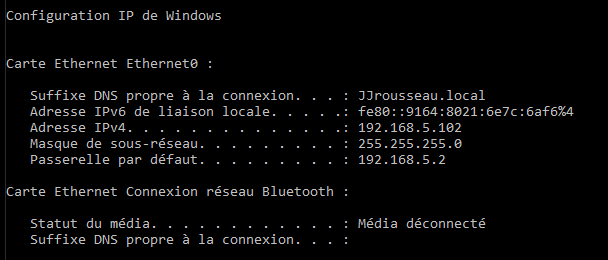 Configuration IP de Windows
Carte Ethernet Ethernet0 :
Suffixe DNS propre à la connexion. . . : JJrousseau.local
Adresse IPv6 de liaison locale. . . . .: fe80::9164:8021:6e7c:6af6%4
Adresse IPv4. . . . . . . . . . . . . .: 192.168.5.102
Masque de sous-réseau. . . . . . . . . : 255.255.255.0
Passerelle par défaut. . . . . . . . . : 192.168.5.2
Carte Ethernet Connexion réseau Bluetooth :
Statut du média. . . . . . . . . . . . : Média déconnecté
Suffixe DNS propre à la connexion. . . :